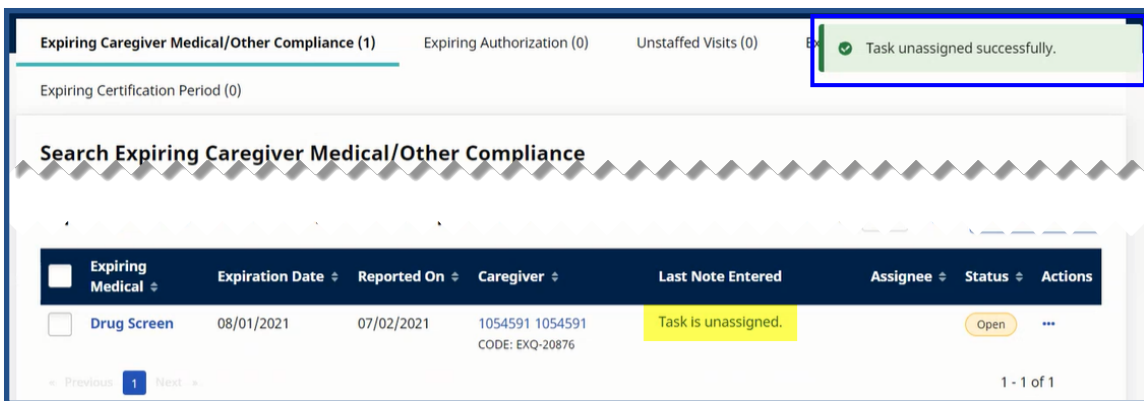 Expiring Caregiver Medical/Other Compliance (1) Expiring Authorization (0) Unstaffed Visits (0)
Task unassigned successfully.
Expiring Certification Period (0)
Search Expiring Caregiver Medical/Other Compliance
Expiring Medical Expiration Date Reported On Caregiver Last Note Entered Assignee Status Actions
Drug Screen 08/01/2021 07/02/2021 1054591 1054591 Task is unassigned. Open ...
CODE: EXQ-20876
« Previous 1 Next » 1 - 1 of 1